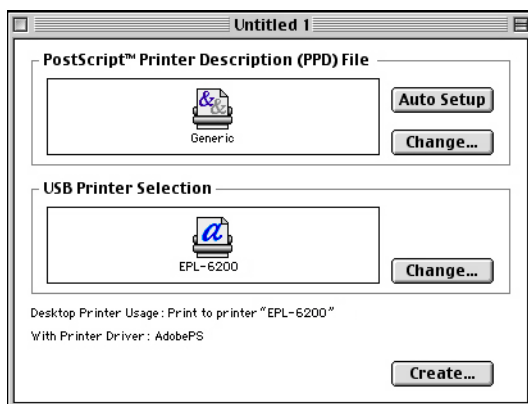 Untitled 1
PostScript™ Printer Description (PPD) File
Generic
Auto Setup
Change...
USB Printer Selection
EPL-6200
Change...
Desktop Printer Usage: Print to printer "EPL-6200"
With Printer Driver: AdobePS
Create...